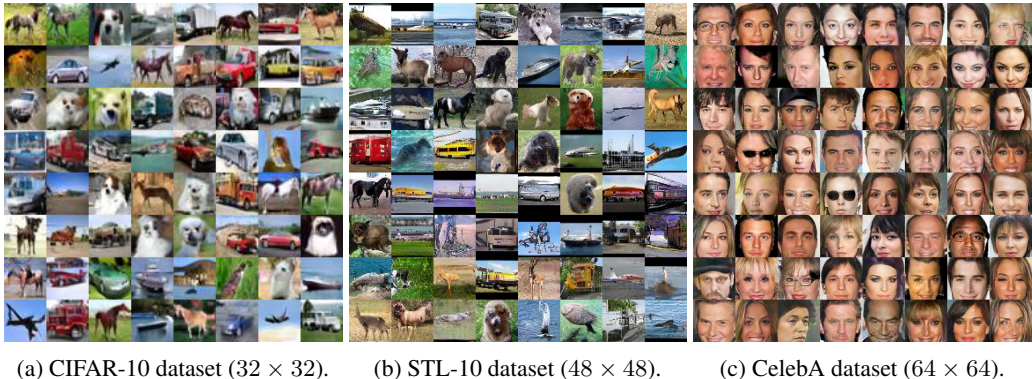 (a) CIFAR-10 dataset (32 × 32).
(b) STL-10 dataset (48 × 48).
(c) CelebA dataset (64 × 64).